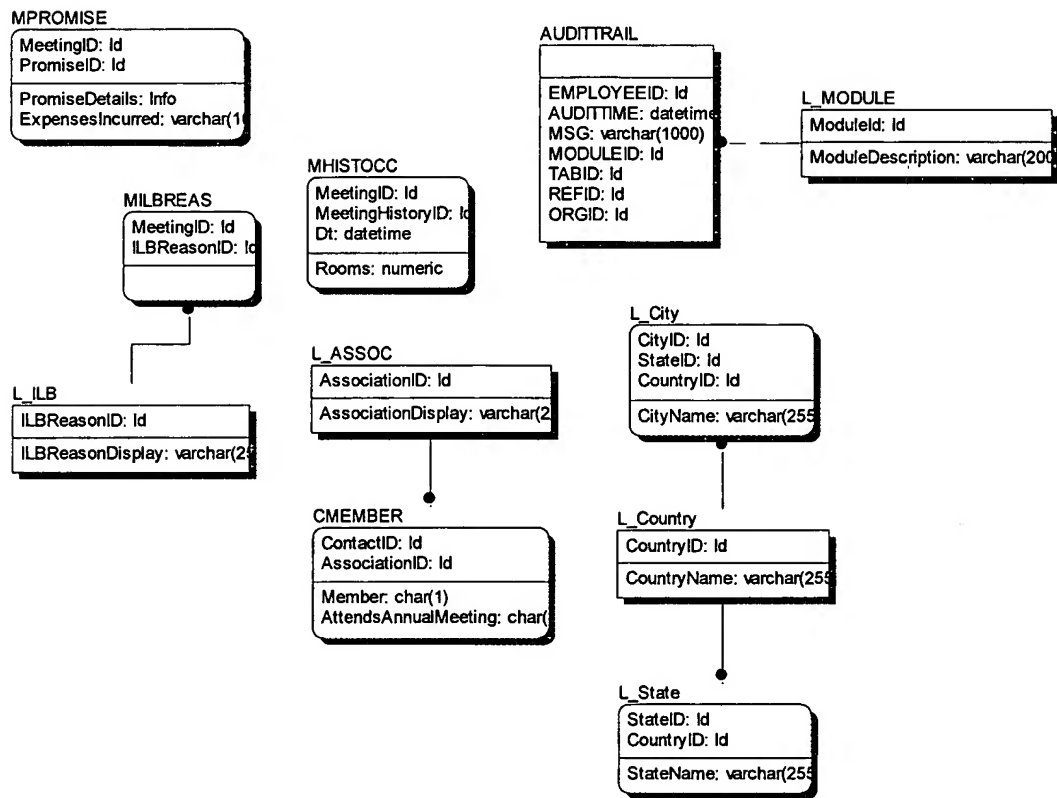 MPROMISE
MeetingID: Id
PromiseID: Id
PromiseDetails: Info
ExpensesIncurred: varchar(10
AUDITTRAIL
EMPLOYEEID: Id
AUDITTIME: datetime
MSG: varchar(1000)
MODULEID: Id
TABID: Id
REFID: Id
ORGID: Id
L_MODULE
ModuleId: Id
ModuleDescription: varchar(200
MILBREAS
MeetingID: Id
ILBReasonID: Id
MHISTOCC
MeetingID: Id
MeetingHistoryID: Id
Dt: datetime
Rooms: numeric
L_ILB
ILBReasonID: Id
ILBReasonDisplay: varchar(25
L_ASSOC
AssociationID: Id
AssociationDisplay: varchar(2
L_City
CityID: Id
StateID: Id
CountryID: Id
CityName: varchar(255
CMEMBER
ContactID: Id
AssociationID: Id
Member: char(1)
AttendsAnnualMeeting: char(
L_Country
CountryID: Id
CountryName: varchar(255
L_State
StateID: Id
CountryID: Id
StateName: varchar(255